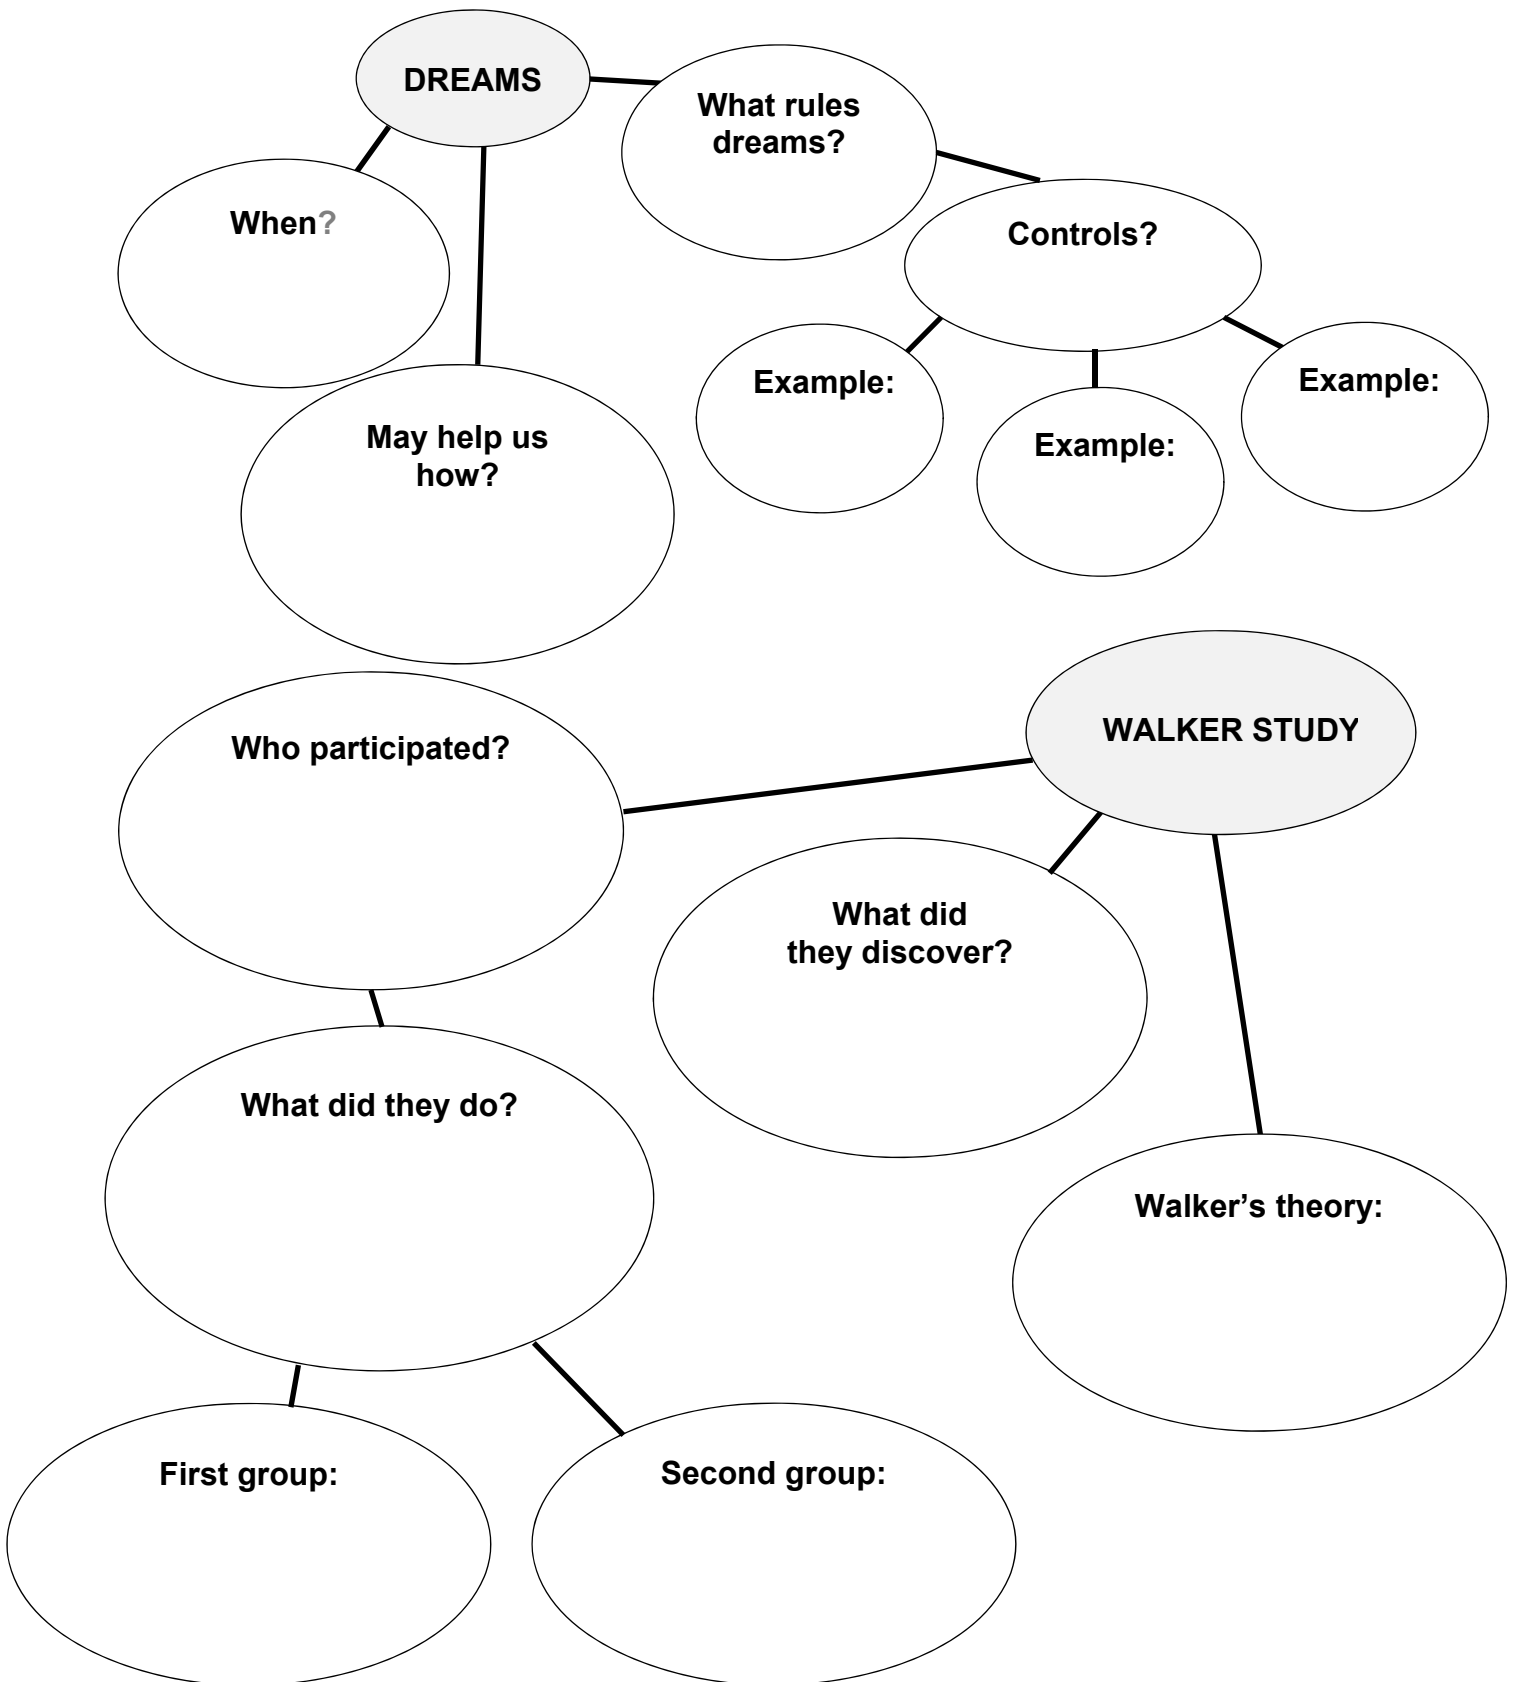 DREAMS
What rules
dreams?
When?
Controls?
Example:
Example:
Example:
May help us
how?
WALKER STUDY
Who participated?
What did
they discover?
What did they do?
Walker’s theory:
First group:
Second group: